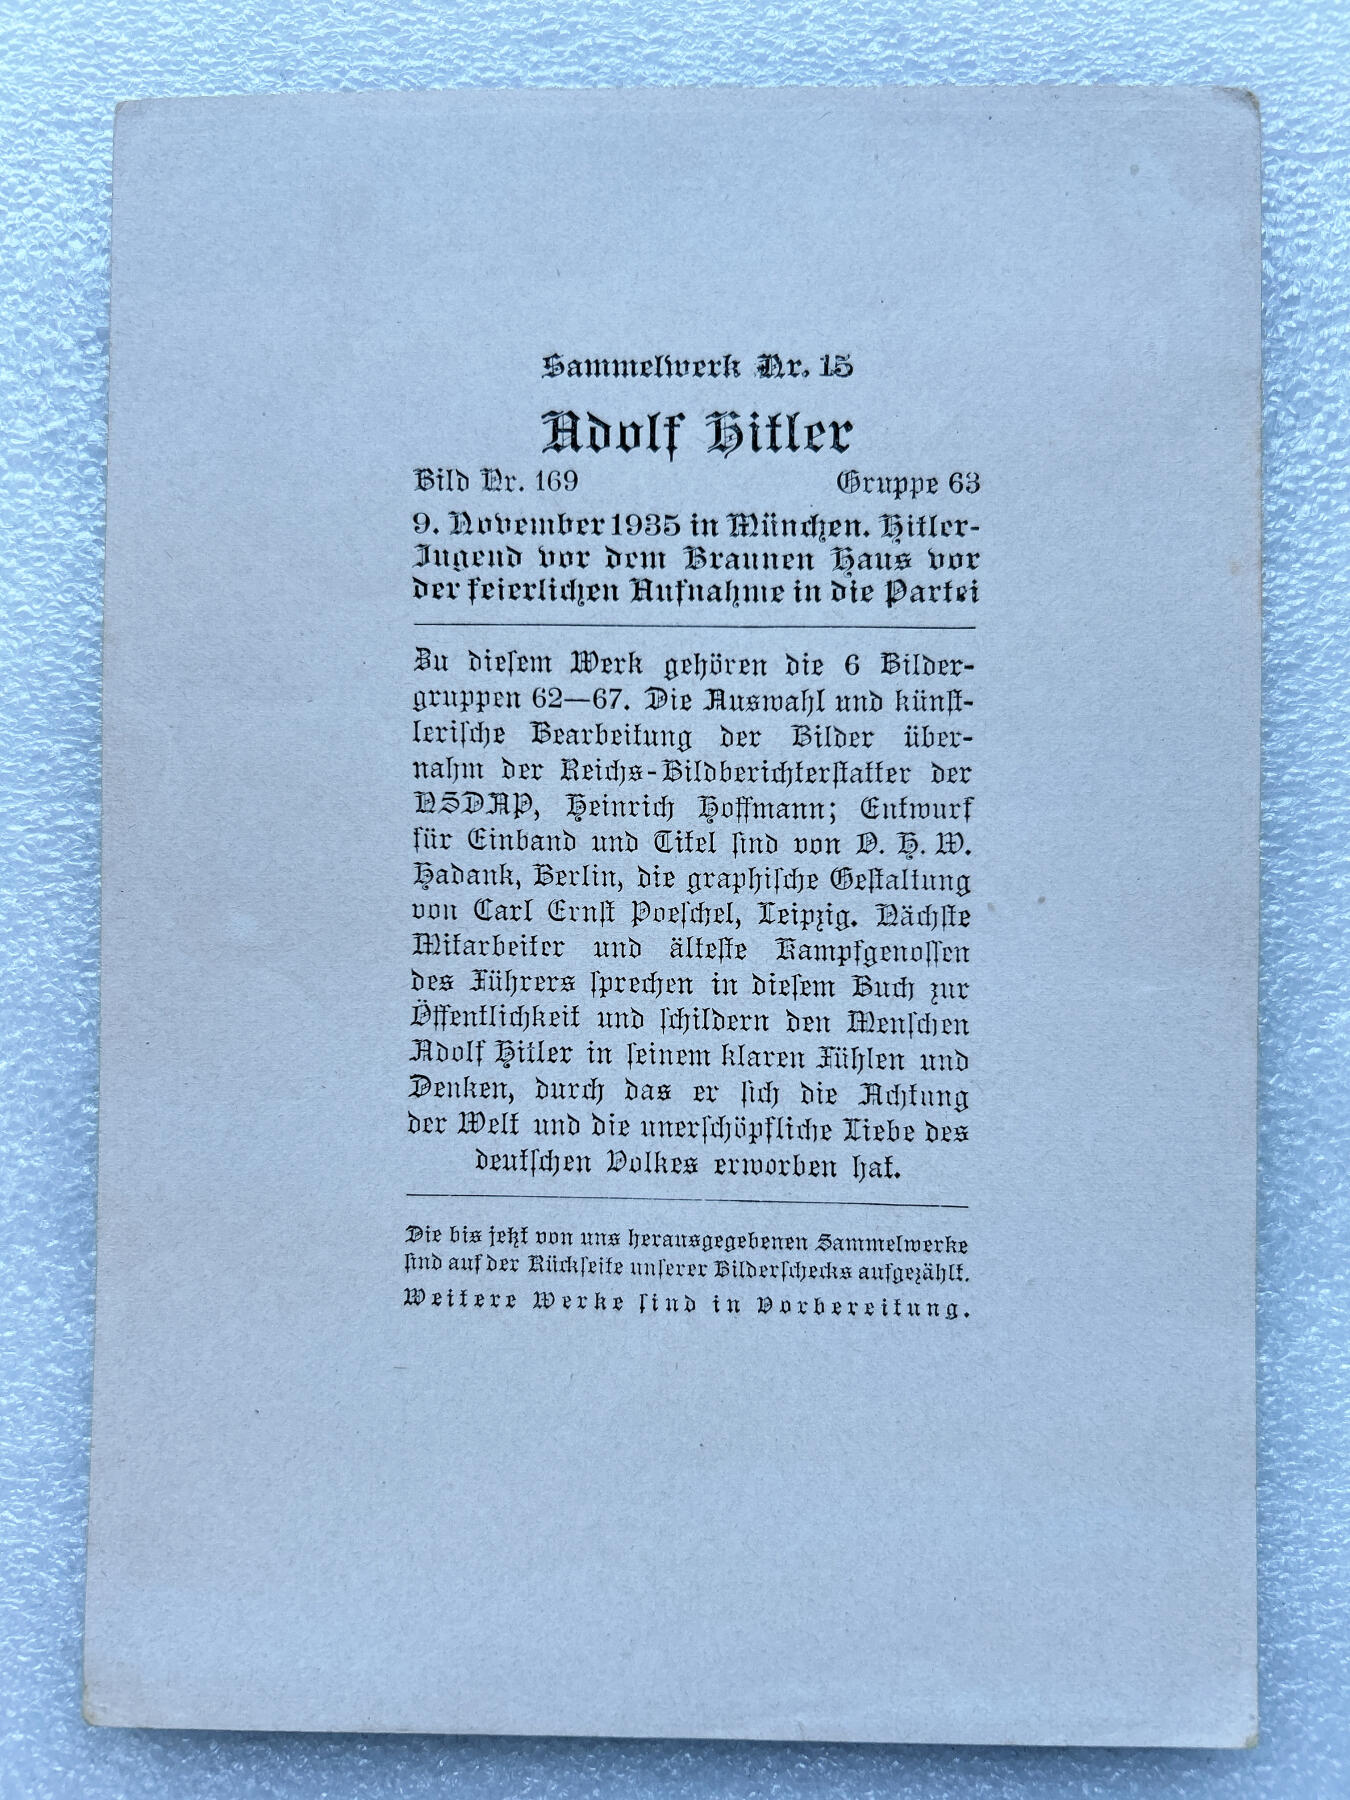 Sammelwerk Nr. 15
Adolf Hitler
Bild Nr. 169 Gruppe 63
9. November 1935 in München. Hitler-
Jugend vor dem Braunen Haus vor
der feierlichen Aufnahme in die Partei
Zu diesem Werk gehören die 6 Bilder-
gruppen 62—67. Die Auswahl und künst-
lerische Bearbeitung der Bilder über-
nahm der Reichs-Bildberichterstatter der
NSDAP, Heinrich Hoffmann; Entwurf
für Einband und Titel sind von O. H. W.
Hadank, Berlin, die graphische Gestaltung
von Carl Ernst Poeschel, Leipzig. Nächste
Mitarbeiter und älteste Kampfgenossen
des Führers sprechen in diesem Buch zur
Öffentlichkeit und schildern den Menschen
Adolf Hitler in seinem klaren Fühlen und
Denken, durch das er sich die Achtung
der Welt und die unerschöpfliche Liebe des
deutschen Volkes erworben hat.
Die bis jetzt von uns herausgegebenen Sammelwerke
sind auf der Rückseite unserer Bilderschecks aufgezählt.
Weitere Werke sind in Vorbereitung.